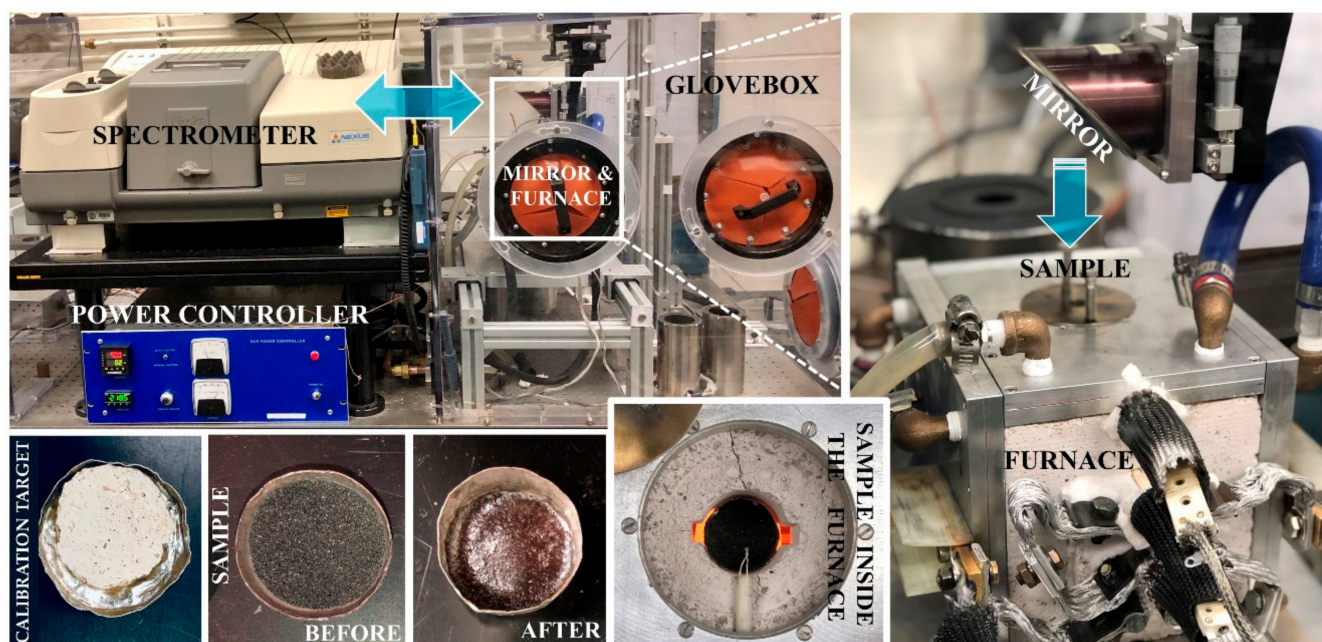 SPECTROMETER
NEXUS
GLOVEBOX
MIRROR &
FURNACE
POWER CONTROLLER
POWER CONTROLLER
2185
MIRROR
SAMPLE
FURNACE
CALIBRATION TARGET
SAMPLE
BEFORE
AFTER
SAMPLE INSIDE
THE FURNACE